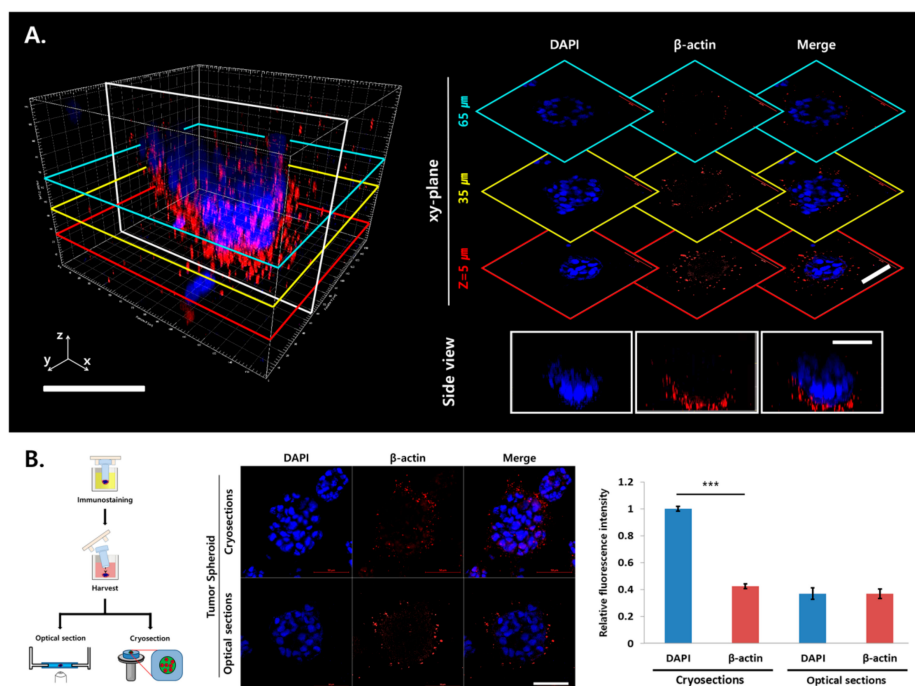 A.
DAPI
β-actin
Merge
xy-plane
65 ㎛
35 ㎛
Z=5 ㎛
z
y
x
Side view
B.
Immunostaining
Harvest
Optical section
Cryosection
DAPI
β-actin
Merge
Tumor Spheroid
Cryosections
Optical sections
Relative fluorescence intensity
1.2
1
0.8
0.6
0.4
0.2
0
***
DAPI
β-actin
DAPI
β-actin
Cryosections
Optical sections